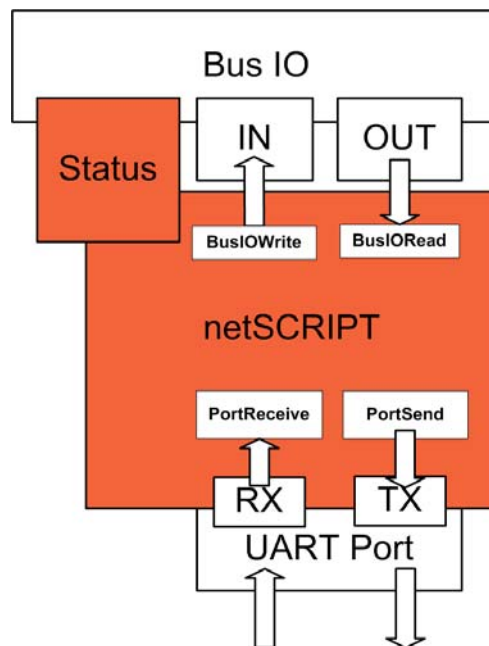 Bus IO
IN
OUT
Status
BusIOWrite
BusIORead
netSCRIPT
PortReceive
PortSend
RX
TX
UART Port